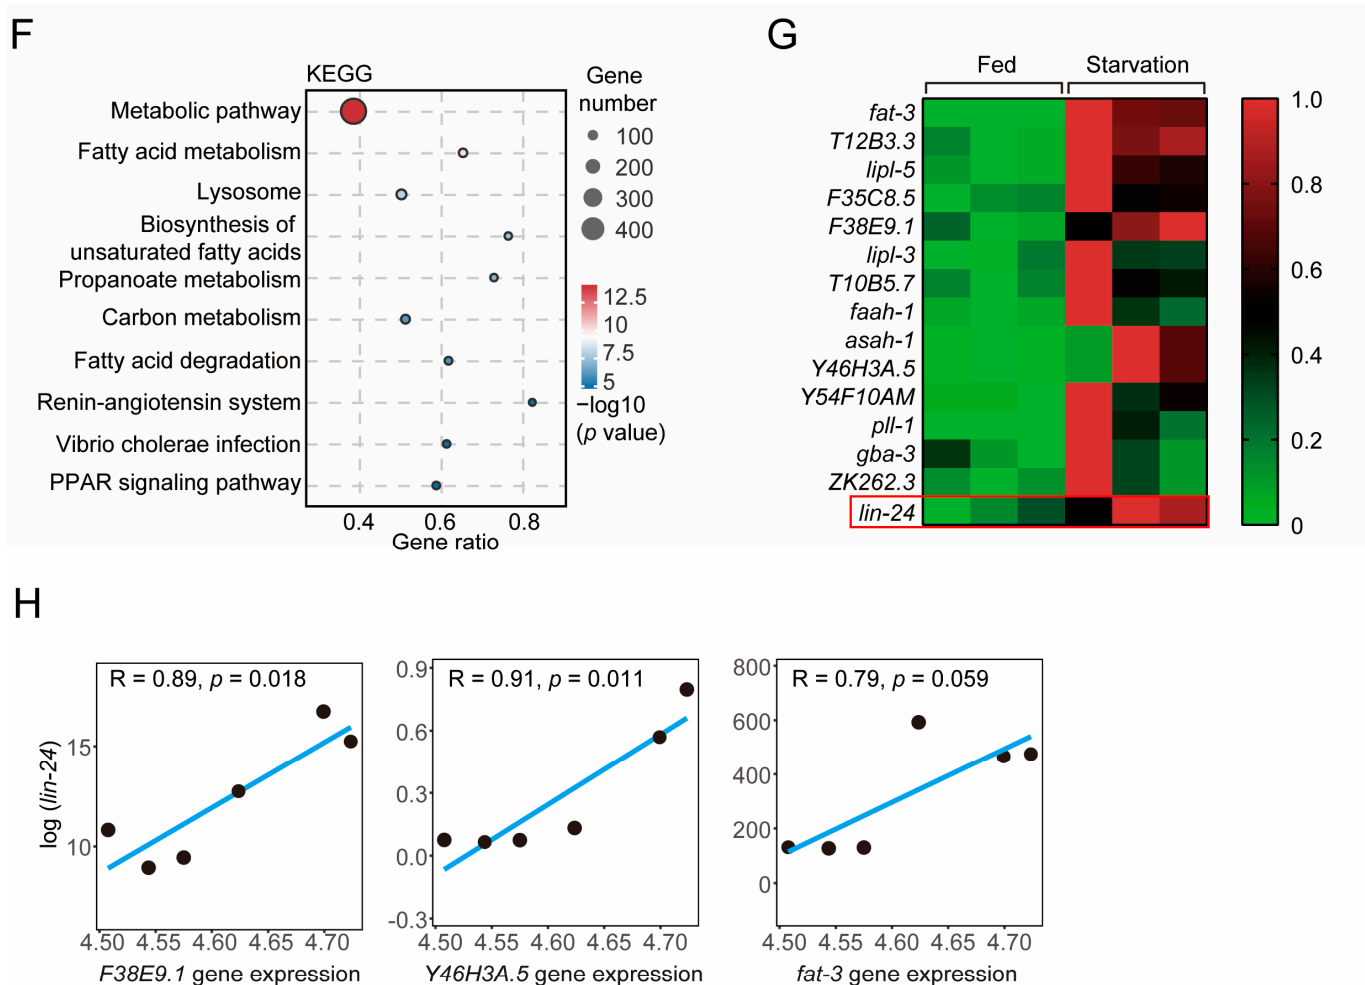 F
KEGG
Metabolic pathway
Fatty acid metabolism
Lysosome
Biosynthesis of
unsaturated fatty acids
Propanoate metabolism
Carbon metabolism
Fatty acid degradation
Renin-angiotensin system
Vibrio cholerae infection
PPAR signaling pathway
0.4 0.6 0.8
Gene ratio
Gene
number
100
200
300
400
12.5
10
7.5
5
−log10
(p value)
G
Fed Starvation
fat-3
T12B3.3
lipl-5
F35C8.5
F38E9.1
lipl-3
T10B5.7
faah-1
asah-1
Y46H3A.5
Y54F10AM
pll-1
gba-3
ZK262.3
lin-24
1.0
0.8
0.6
0.4
0.2
0
H
log (lin-24)
R = 0.89, p = 0.018
15
10
4.50 4.55 4.60 4.65 4.70
F38E9.1 gene expression
R = 0.91, p = 0.011
0.9
0.6
0.3
0.0
-0.3
4.50 4.55 4.60 4.65 4.70
Y46H3A.5 gene expression
R = 0.79, p = 0.059
800
600
400
200
0
4.50 4.55 4.60 4.65 4.70
fat-3 gene expression